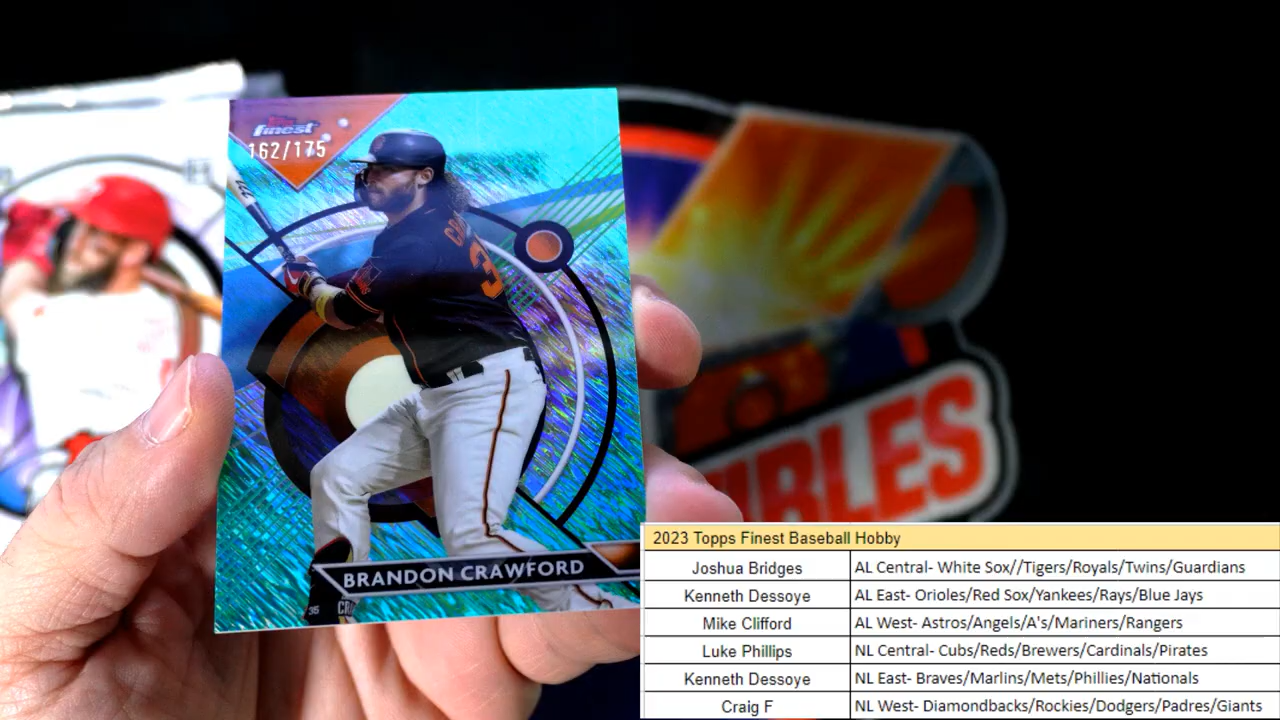 Topps
finest
162/175
BRANDON CRAWFORD
35
2023 Topps Finest Baseball Hobby
Joshua Bridges AL Central- White Sox//Tigers/Royals/Twins/Guardians
Kenneth Dessoye AL East- Orioles/Red Sox/Yankees/Rays/Blue Jays
Mike Clifford AL West- Astros/Angels/A's/Mariners/Rangers
Luke Phillips NL Central- Cubs/Reds/Brewers/Cardinals/Pirates
Kenneth Dessoye NL East- Braves/Marlins/Mets/Phillies/Nationals
Craig F NL West- Diamondbacks/Rockies/Dodgers/Padres/Giants